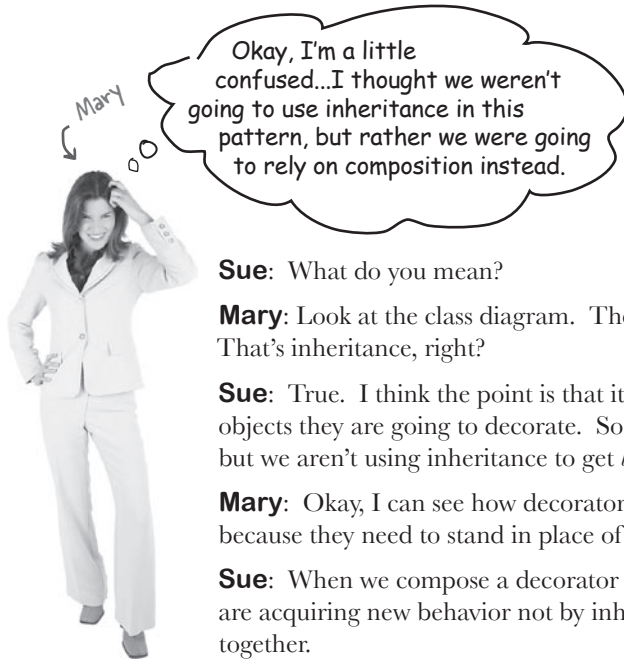 Okay, I'm a little
confused...I thought we weren't
going to use inheritance in this
pattern, but rather we were going
to rely on composition instead.
Mary
Sue: What do you mean?
Mary: Look at the class diagram. The
That's inheritance, right?
Sue: True. I think the point is that it
objects they are going to decorate. So
but we aren't using inheritance to get
Mary: Okay, I can see how decorator
because they need to stand in place of
Sue: When we compose a decorator
are acquiring new behavior not by inh
together.